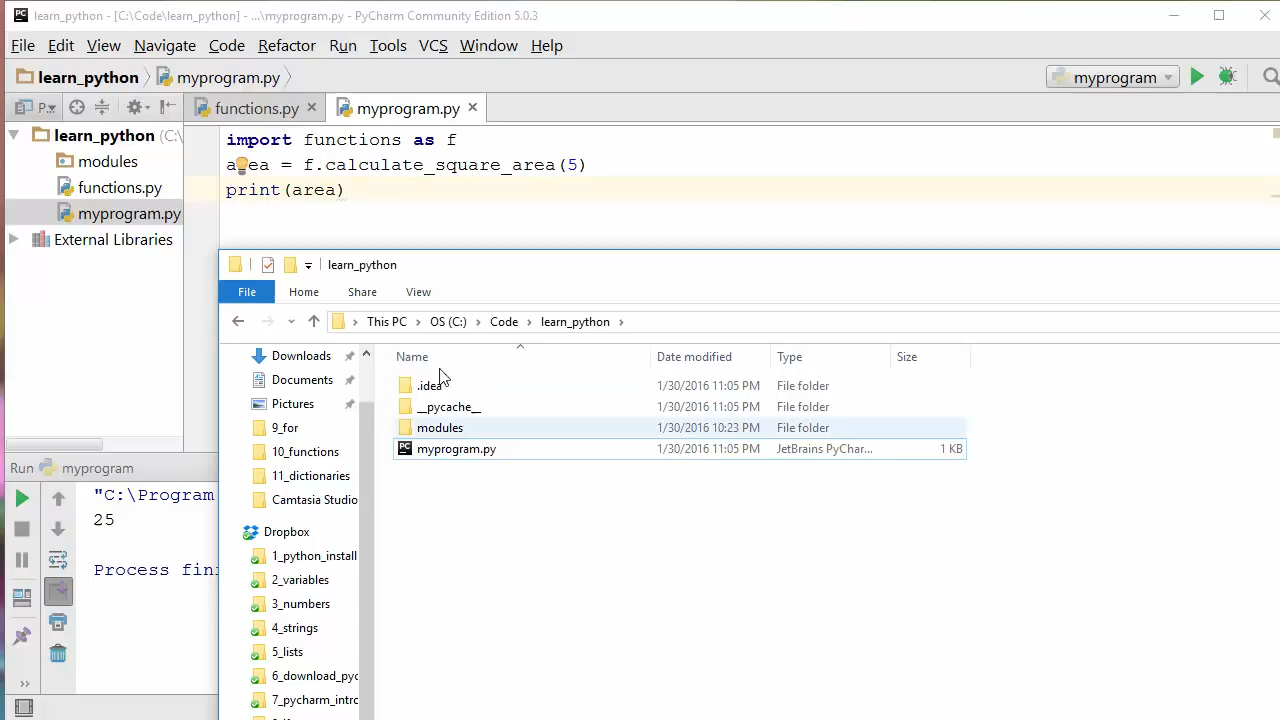 learn_python - [C:\Code\learn_python] - ...\myprogram.py - PyCharm Community Edition 5.0.3
File Edit View Navigate Code Refactor Run Tools VCS Window Help
learn_python myprogram.py
myprogram
P... functions.py myprogram.py
learn_python (C:\
modules
functions.py
myprogram.py
External Libraries
import functions as f
area = f.calculate_square_area(5)
print(area)
learn_python
File Home Share View
This PC OS (C:) Code learn_python
Name Date modified Type Size
.idea 1/30/2016 11:05 PM File folder
__pycache__ 1/30/2016 11:05 PM File folder
modules 1/30/2016 10:23 PM File folder
myprogram.py 1/30/2016 11:05 PM JetBrains PyChar... 1 KB
Downloads
Documents
Pictures
9_for
10_functions
11_dictionaries
Camtasia Studio
Dropbox
1_python_install
2_variables
3_numbers
4_strings
5_lists
6_download_pyc
7_pycharm_intro
Run myprogram
"C:\Program
25
Process fini